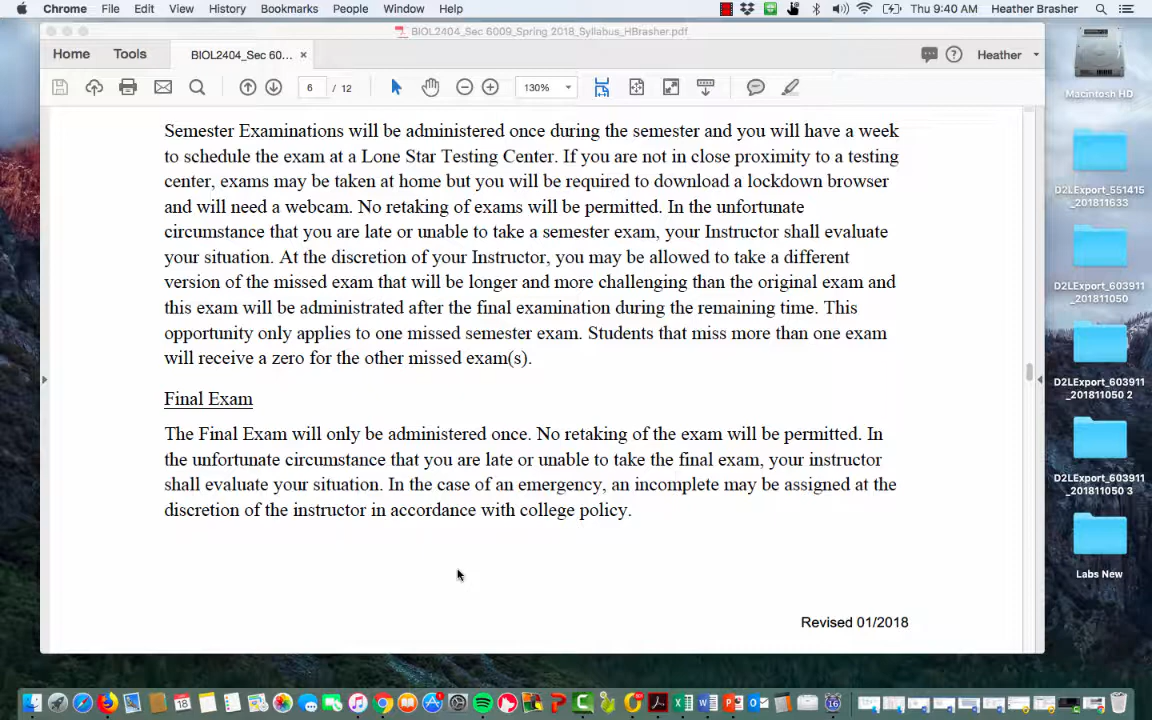 Chrome File Edit View History Bookmarks People Window Help Thu 9:40 AM Heather Brasher
BIOL2404_Sec 6009_Spring 2018_Syllabus_HBrasher.pdf
Home Tools BIOL2404_Sec 60... × Heather
6 / 12 130%
Semester Examinations will be administered once during the semester and you will have a week
to schedule the exam at a Lone Star Testing Center. If you are not in close proximity to a testing
center, exams may be taken at home but you will be required to download a lockdown browser
and will need a webcam. No retaking of exams will be permitted. In the unfortunate
circumstance that you are late or unable to take a semester exam, your Instructor shall evaluate
your situation. At the discretion of your Instructor, you may be allowed to take a different
version of the missed exam that will be longer and more challenging than the original exam and
this exam will be administrated after the final examination during the remaining time. This
opportunity only applies to one missed semester exam. Students that miss more than one exam
will receive a zero for the other missed exam(s).
Final Exam
The Final Exam will only be administered once. No retaking of the exam will be permitted. In
the unfortunate circumstance that you are late or unable to take the final exam, your instructor
shall evaluate your situation. In the case of an emergency, an incomplete may be assigned at the
discretion of the instructor in accordance with college policy.
Revised 01/2018
Macintosh HD
D2LExport_551415
_201811633
D2LExport_603911
_201811050
D2LExport_603911
_201811050 2
D2LExport_603911
_201811050 3
Labs New
18
16